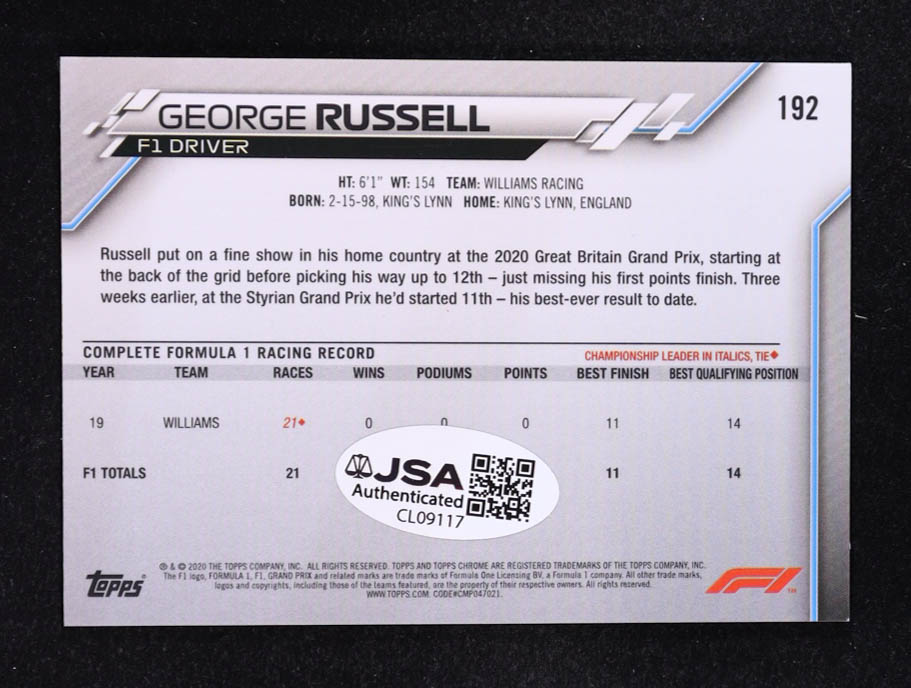 GEORGE RUSSELL
192
F1 DRIVER
HT: 6'1" WT: 154 TEAM: WILLIAMS RACING
BORN: 2-15-98, KING'S LYNN HOME: KING'S LYNN, ENGLAND
Russell put on a fine show in his home country at the 2020 Great Britain Grand Prix, starting at
the back of the grid before picking his way up to 12th – just missing his first points finish. Three
weeks earlier, at the Styrian Grand Prix he'd started 11th – his best-ever result to date.
COMPLETE FORMULA 1 RACING RECORD
CHAMPIONSHIP LEADER IN ITALICS, TIE♦
YEAR TEAM RACES WINS PODIUMS POINTS BEST FINISH BEST QUALIFYING POSITION
19 WILLIAMS 21♦ 0 0 0 11 14
F1 TOTALS 21 11 14
JSA
Authenticated
CL09117
® & © 2020 THE TOPPS COMPANY, INC. ALL RIGHTS RESERVED. TOPPS AND TOPPS CHROME ARE REGISTERED TRADEMARKS OF THE TOPPS COMPANY, INC.
The F1 logo, FORMULA 1, F1, GRAND PRIX and related marks are trade marks of Formula One Licensing BV, a Formula 1 company. All other trade marks,
logos and copyrights, including those of the teams featured, are the property of their respective owners. All rights reserved.
WWW.TOPPS.COM. CODE#CMP047021.
topps
F1